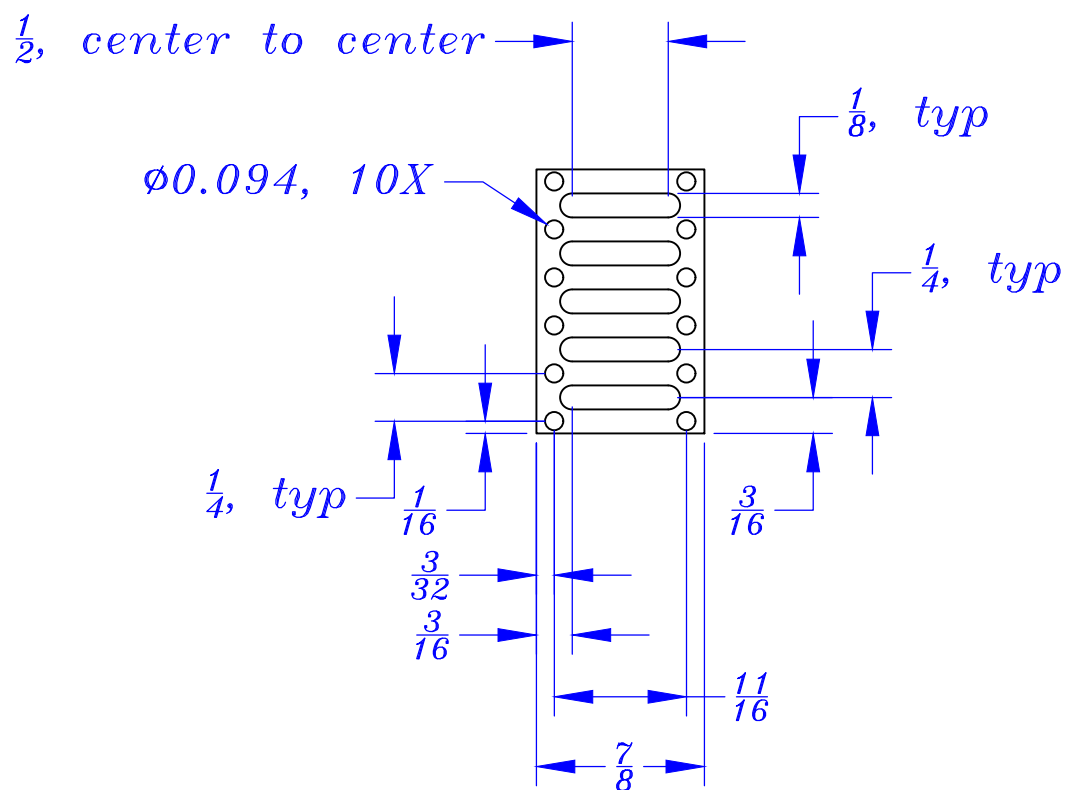 1/2, center to center
1/8, typ
ø0.094, 10X
1/4, typ
1/4, typ
1/16
3/16
3/32
3/16
11/16
7/8